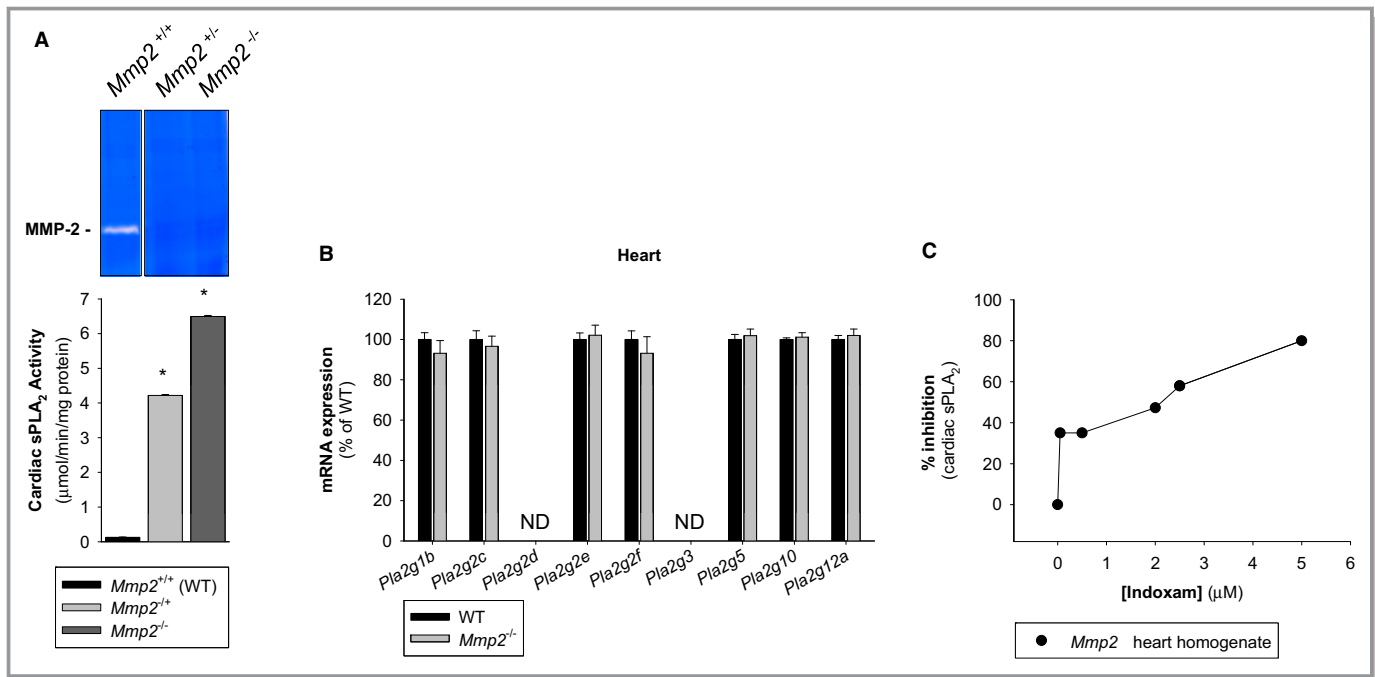 A
Mmp2+/+
Mmp2+/-
Mmp2-/-
MMP-2 -
Cardiac sPLA2 Activity
(μmol/min/mg protein)
7
6
5
4
3
2
1
0
*
*
Mmp2+/+ (WT)
Mmp2-/+
Mmp2-/-
B
Heart
mRNA expression
(% of WT)
120
100
80
60
40
20
0
ND
ND
Pla2g1b
Pla2g2c
Pla2g2d
Pla2g2e
Pla2g2f
Pla2g3
Pla2g5
Pla2g10
Pla2g12a
WT
Mmp2-/-
C
% inhibition
(cardiac sPLA2)
100
80
60
40
20
0
0 1 2 3 4 5 6
[Indoxam] (μM)
Mmp2 heart homogenate